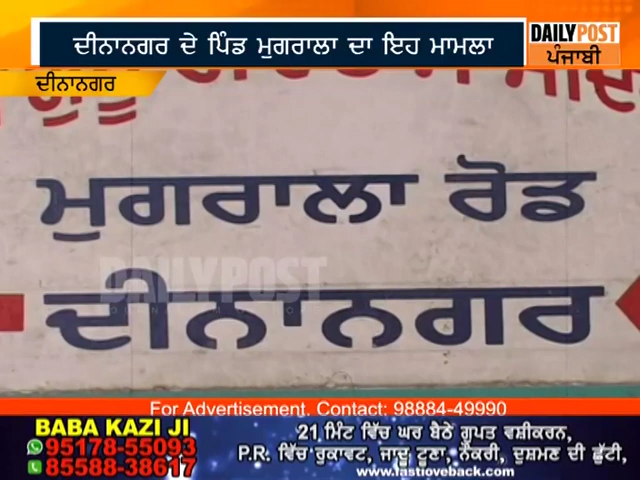 ਦੀਨਾਨਗਰ ਦੇ ਪਿੰਡ ਮੁਗਰਾਲਾ ਦਾ ਇਹ ਮਾਮਲਾ
DAILYPOST
ਪੰਜਾਬੀ
ਦੀਨਾਨਗਰ
ਮੁਗਰਾਲਾ ਰੋਡ
DAILYPOST
ਦੀਨਾਨਗਰ
For Advertisement, Contact: 98884-49990
BABA KAZI JI
95178-55093
85588-38617
21 ਮਿੰਟ ਵਿੱਚ ਘਰ ਬੈਠੇ ਗੁਪਤ ਵਸ਼ੀਕਰਨ,
P.R. ਵਿੱਚ ਰੁਕਾਵਟ, ਜਾਦੂ ਟੂਣਾ, ਨੌਕਰੀ, ਦੁਸ਼ਮਣ ਦੀ ਛੁੱਟੀ,
www.lastloveback.com